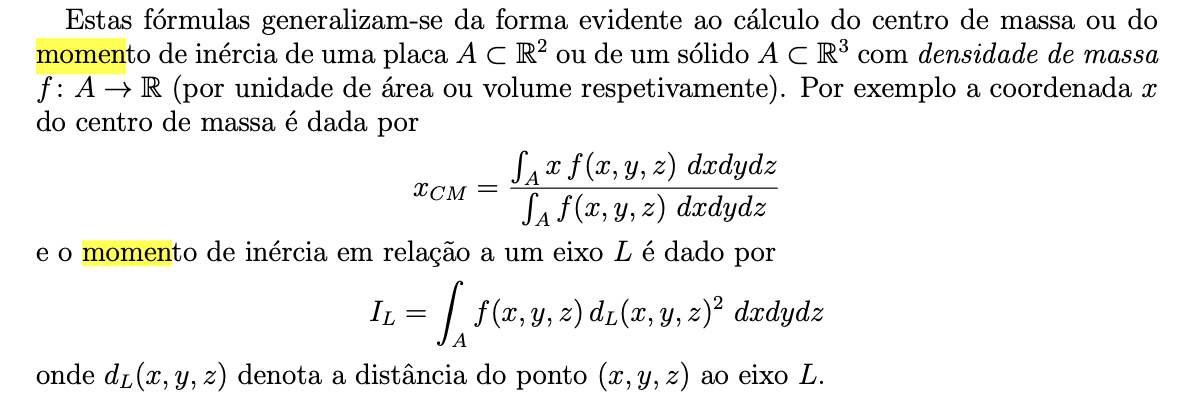 Estas fórmulas generalizam-se da forma evidente ao cálculo do centro de massa ou do
momento de inércia de uma placa A ⊂ ℝ² ou de um sólido A ⊂ ℝ³ com densidade de massa
f : A → ℝ (por unidade de área ou volume respetivamente). Por exemplo a coordenada x
do centro de massa é dada por
x_{CM} = \frac{∫_A x f(x, y, z) dxdydz}{∫_A f(x, y, z) dxdydz}
e o momento de inércia em relação a um eixo L é dado por
I_L = ∫_A f(x, y, z) d_L(x, y, z)² dxdydz
onde d_L(x, y, z) denota a distância do ponto (x, y, z) ao eixo L.